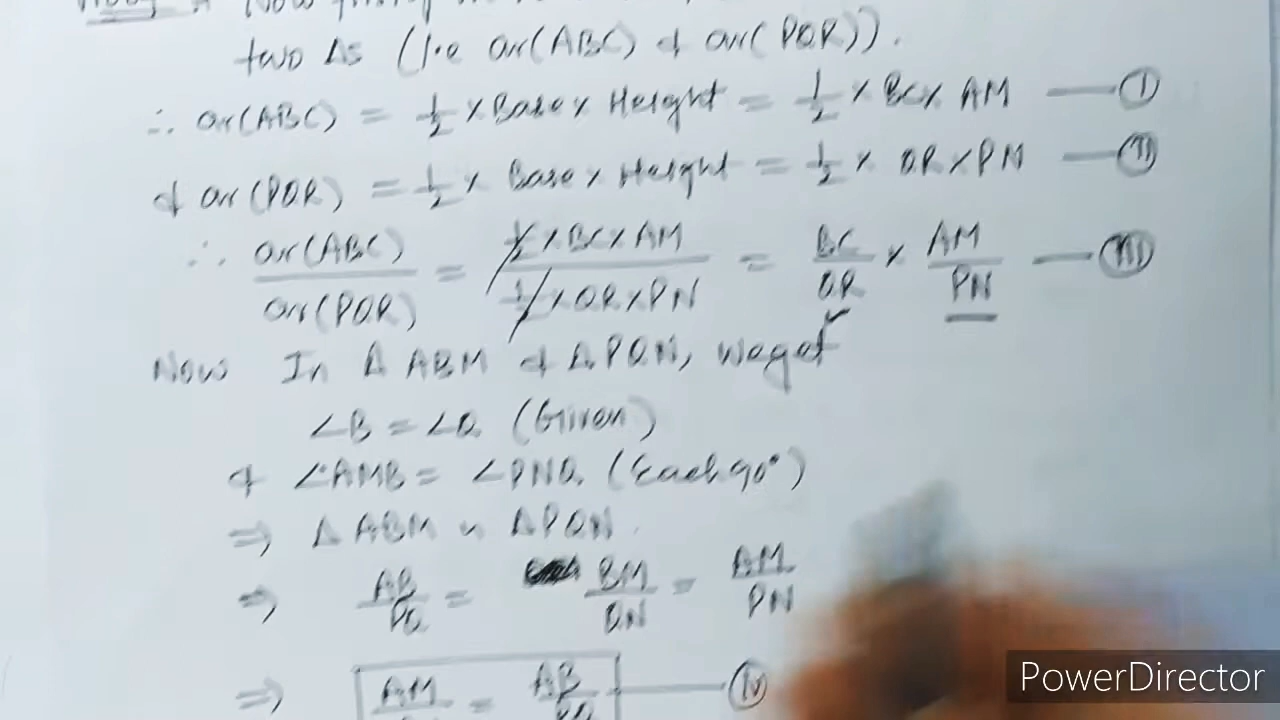 Now
two Δs (i.e ar(ABC) & ar(PQR)).
∴ ar(ABC) = 1/2 × Base × Height = 1/2 × BC × AM — (I)
& ar(PQR) = 1/2 × Base × Height = 1/2 × QR × PN — (II)
∴ ar(ABC)/ar(PQR) = (1/2 × BC × AM)/(1/2 × QR × PN) = BC/QR × AM/PN — (III)
Now In Δ ABM & Δ PQN, we get
∠B = ∠Q (Given)
& ∠AMB = ∠PNQ (Each 90°)
⇒ Δ ABM ~ Δ PQN.
⇒ AB/PQ = BM/QN = AM/PN
⇒ AM = AB/PQ — (IV)
PowerDirector